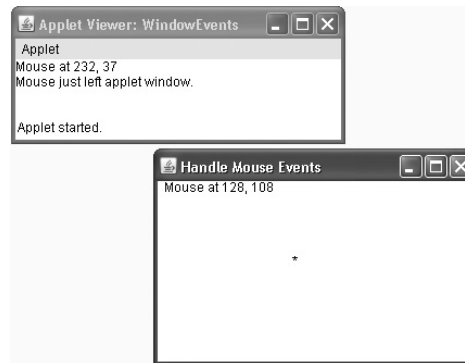 Applet Viewer: WindowEvents
Applet
Mouse at 232, 37
Mouse just left applet window.
Applet started.
Handle Mouse Events
Mouse at 128, 108
*